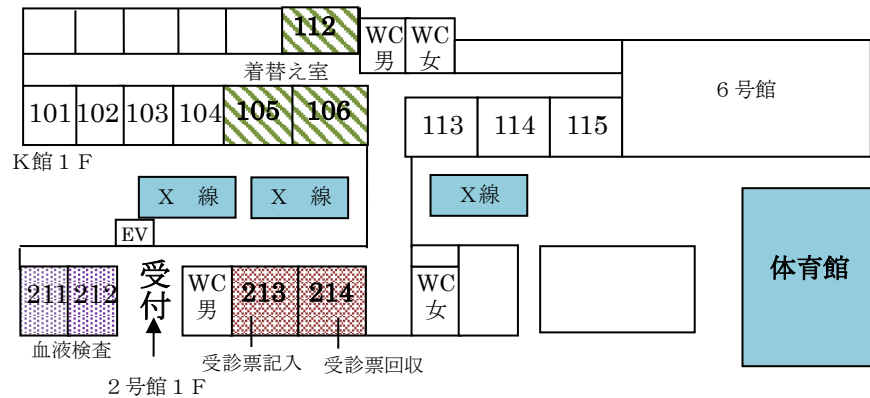 112
WC
男
WC
女
着替え室
6号館
101
102
103
104
105
106
113
114
115
K館１F
X 線
X 線
X線
EV
体育館
211
212
受付
WC
男
213
214
WC
女
血液検査
受診票記入
受診票回収
２号館１F